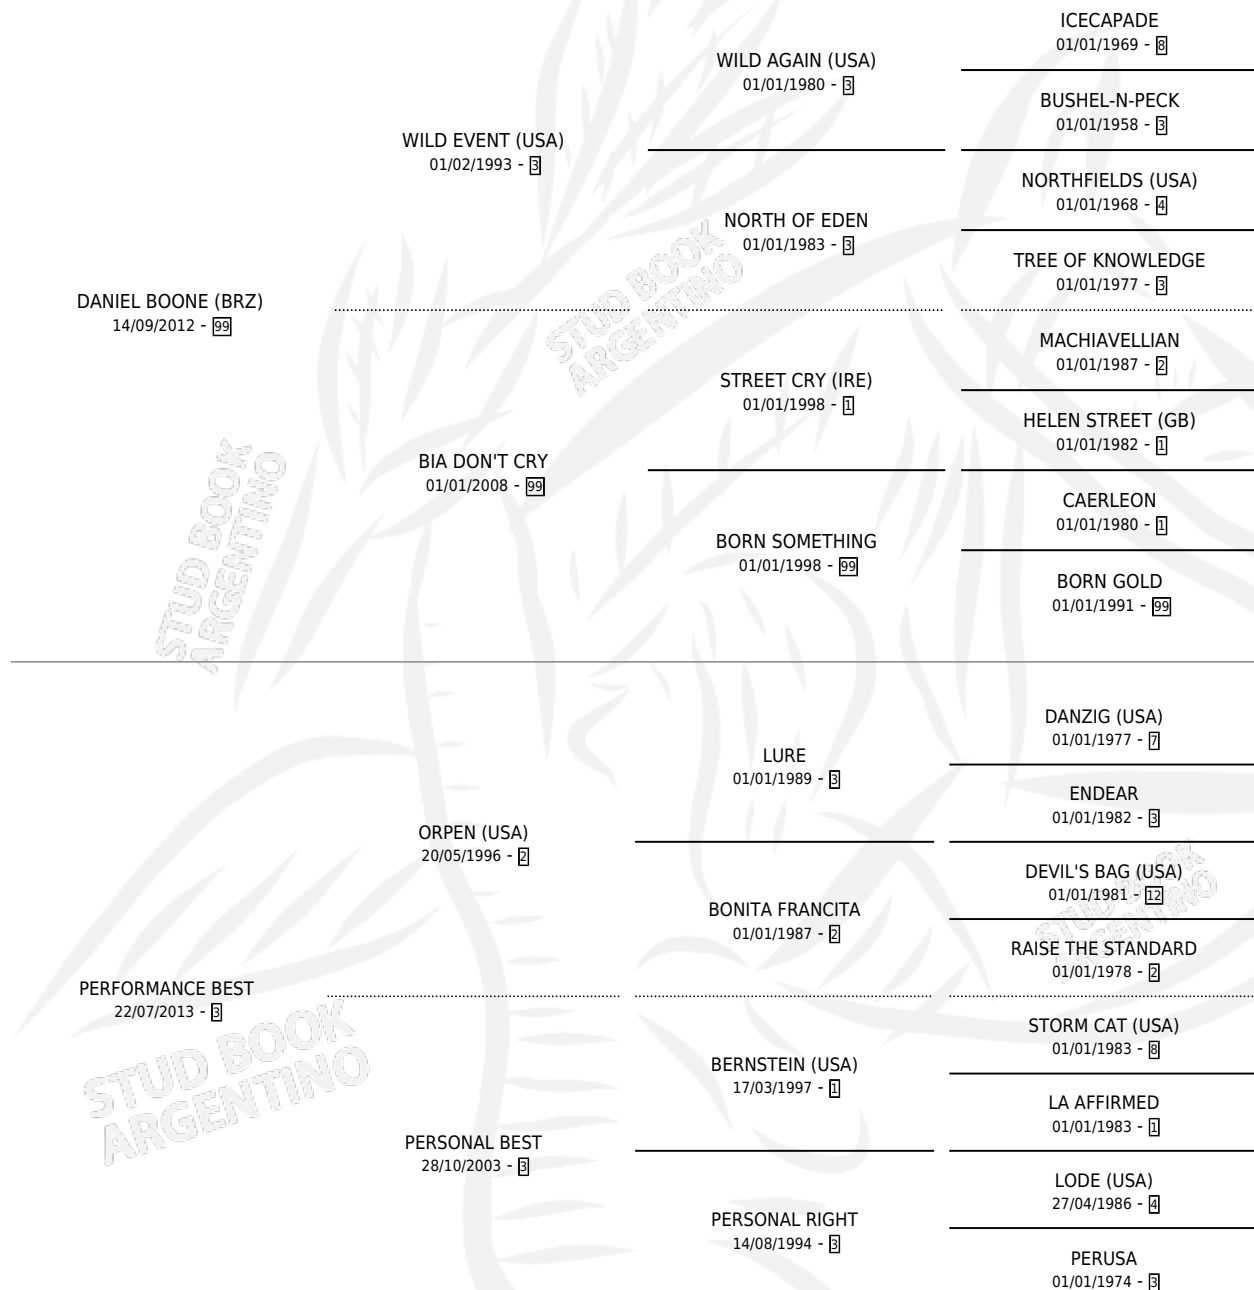 ICECAPADE
01/01/1969 - 8
WILD AGAIN (USA)
01/01/1980 - 3
BUSHEL-N-PECK
01/01/1958 - 3
WILD EVENT (USA)
01/02/1993 - 3
NORTHFIELDS (USA)
01/01/1968 - 4
NORTH OF EDEN
01/01/1983 - 3
TREE OF KNOWLEDGE
01/01/1977 - 3
DANIEL BOONE (BRZ)
14/09/2012 - 99
MACHIAVELLIAN
01/01/1987 - 2
STREET CRY (IRE)
01/01/1998 - 1
HELEN STREET (GB)
01/01/1982 - 1
BIA DON'T CRY
01/01/2008 - 99
CAERLEON
01/01/1980 - 1
BORN SOMETHING
01/01/1998 - 99
BORN GOLD
01/01/1991 - 99
DANZIG (USA)
01/01/1977 - 7
LURE
01/01/1989 - 3
ENDEAR
01/01/1982 - 3
ORPEN (USA)
20/05/1996 - 2
DEVIL'S BAG (USA)
01/01/1981 - 12
BONITA FRANCITA
01/01/1987 - 2
RAISE THE STANDARD
01/01/1978 - 2
PERFORMANCE BEST
22/07/2013 - 3
STORM CAT (USA)
01/01/1983 - 8
BERNSTEIN (USA)
17/03/1997 - 1
LA AFFIRMED
01/01/1983 - 1
PERSONAL BEST
28/10/2003 - 3
LODE (USA)
27/04/1986 - 4
PERSONAL RIGHT
14/08/1994 - 3
PERUSA
01/01/1974 - 3
STUD BOOK
ARGENTINO
STUD BOOK
ARGENTINO
STUD BOOK
ARGENTINO
STUD BOOK
ARGENTINO